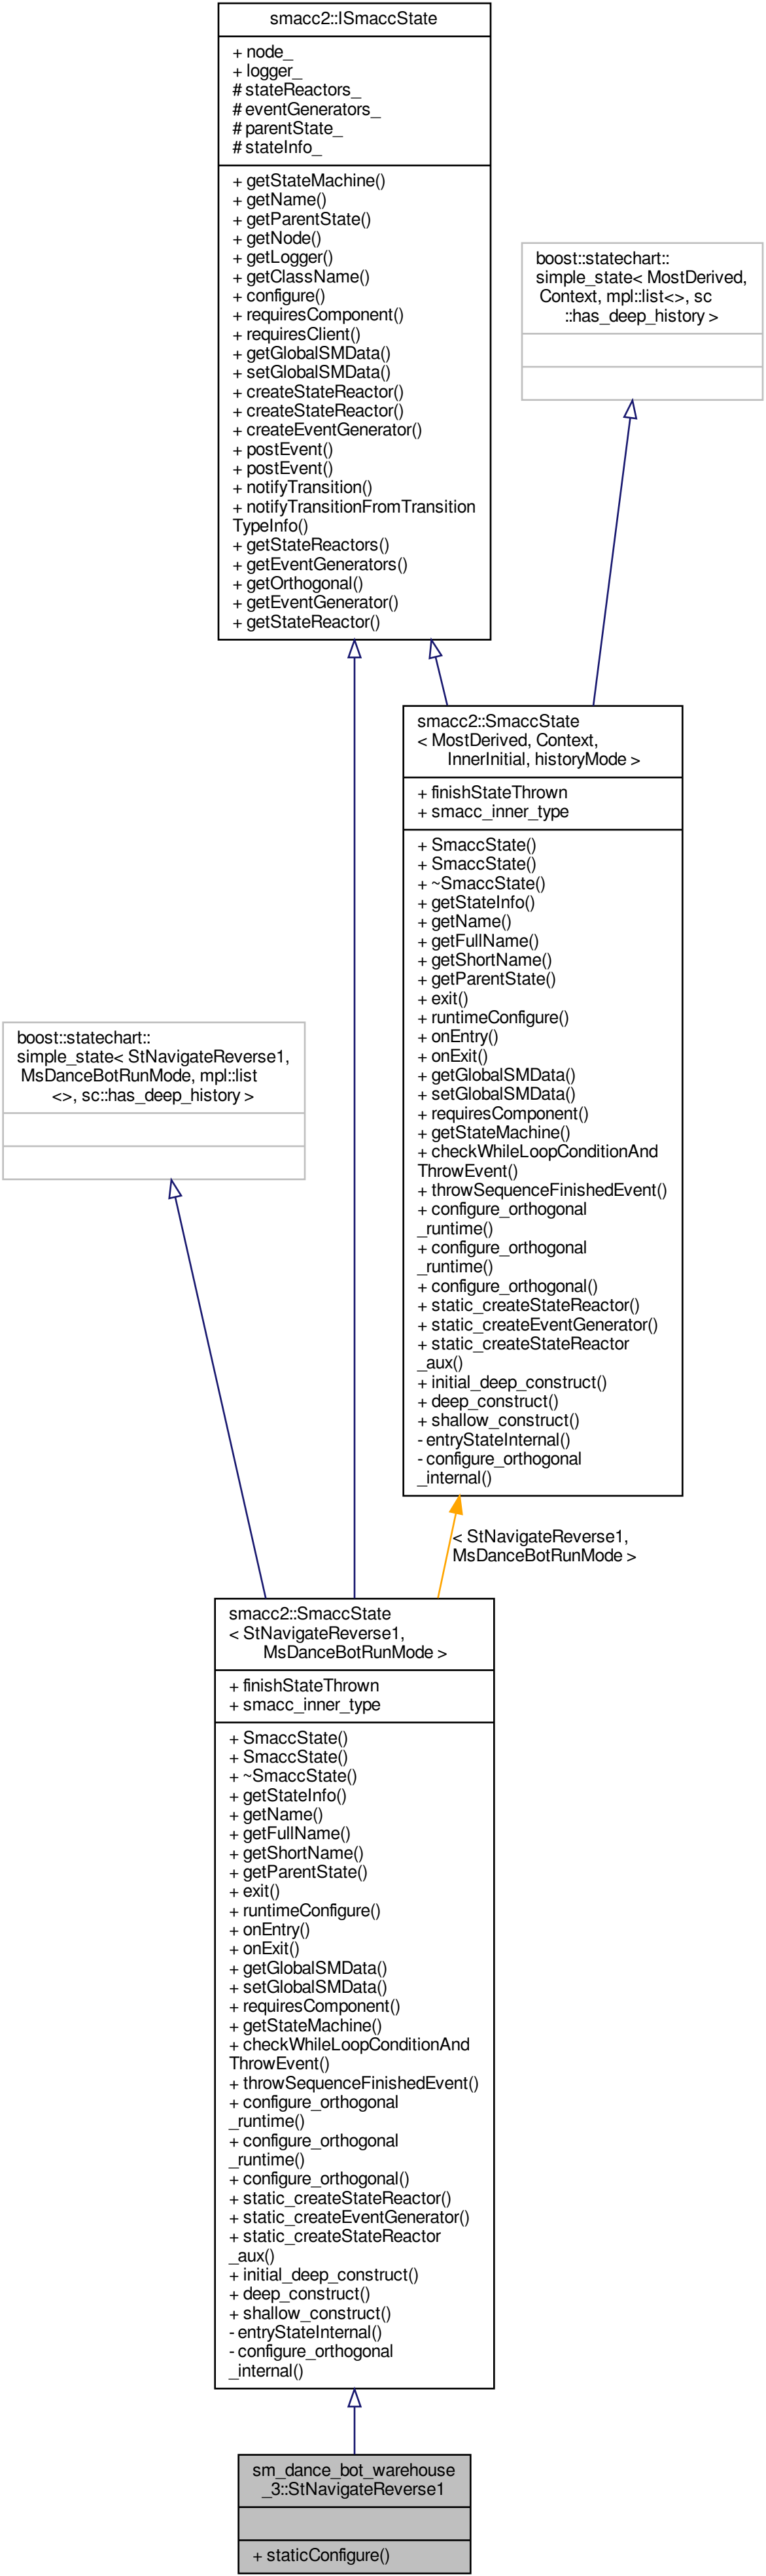 smacc2::ISmaccState
+ node_
+ logger_
# stateReactors_
# eventGenerators_
# parentState_
# stateInfo_
+ getStateMachine()
+ getName()
+ getParentState()
+ getNode()
+ getLogger()
+ getClassName()
+ configure()
+ requiresComponent()
+ requiresClient()
+ getGlobalSMData()
+ setGlobalSMData()
+ createStateReactor()
+ createStateReactor()
+ createEventGenerator()
+ postEvent()
+ postEvent()
+ notifyTransition()
+ notifyTransitionFromTransition
TypeInfo()
+ getStateReactors()
+ getEventGenerators()
+ getOrthogonal()
+ getEventGenerator()
+ getStateReactor()
boost::statechart::
simple_state< MostDerived,
Context, mpl::list<>, sc
::has_deep_history >
smacc2::SmaccState
< MostDerived, Context,
InnerInitial, historyMode >
+ finishStateThrown
+ smacc_inner_type
+ SmaccState()
+ SmaccState()
+ ~SmaccState()
+ getStateInfo()
+ getName()
+ getFullName()
+ getShortName()
+ getParentState()
+ exit()
+ runtimeConfigure()
+ onEntry()
+ onExit()
+ getGlobalSMData()
+ setGlobalSMData()
+ requiresComponent()
+ getStateMachine()
+ checkWhileLoopConditionAnd
ThrowEvent()
+ throwSequenceFinishedEvent()
+ configure_orthogonal
_runtime()
+ configure_orthogonal
_runtime()
+ configure_orthogonal()
+ static_createStateReactor()
+ static_createEventGenerator()
+ static_createStateReactor
_aux()
+ initial_deep_construct()
+ deep_construct()
+ shallow_construct()
- entryStateInternal()
- configure_orthogonal
_internal()
boost::statechart::
simple_state< StNavigateReverse1,
MsDanceBotRunMode, mpl::list
<>, sc::has_deep_history >
< StNavigateReverse1,
MsDanceBotRunMode >
smacc2::SmaccState
< StNavigateReverse1,
MsDanceBotRunMode >
+ finishStateThrown
+ smacc_inner_type
+ SmaccState()
+ SmaccState()
+ ~SmaccState()
+ getStateInfo()
+ getName()
+ getFullName()
+ getShortName()
+ getParentState()
+ exit()
+ runtimeConfigure()
+ onEntry()
+ onExit()
+ getGlobalSMData()
+ setGlobalSMData()
+ requiresComponent()
+ getStateMachine()
+ checkWhileLoopConditionAnd
ThrowEvent()
+ throwSequenceFinishedEvent()
+ configure_orthogonal
_runtime()
+ configure_orthogonal
_runtime()
+ configure_orthogonal()
+ static_createStateReactor()
+ static_createEventGenerator()
+ static_createStateReactor
_aux()
+ initial_deep_construct()
+ deep_construct()
+ shallow_construct()
- entryStateInternal()
- configure_orthogonal
_internal()
sm_dance_bot_warehouse
_3::StNavigateReverse1
+ staticConfigure()